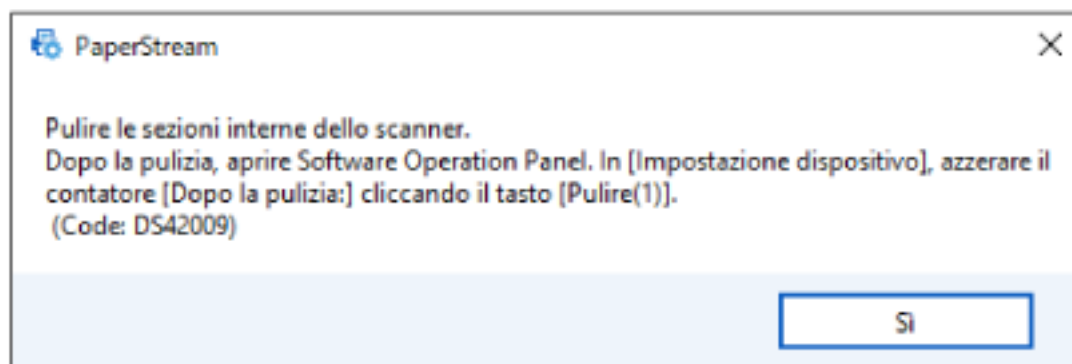 PaperStream
Pulire le sezioni interne dello scanner.
Dopo la pulizia, aprire Software Operation Panel. In [Impostazione dispositivo], azzerare il
contatore [Dopo la pulizia:] cliccando il tasto [Pulire(1)].
(Code: DS42009)
Sì